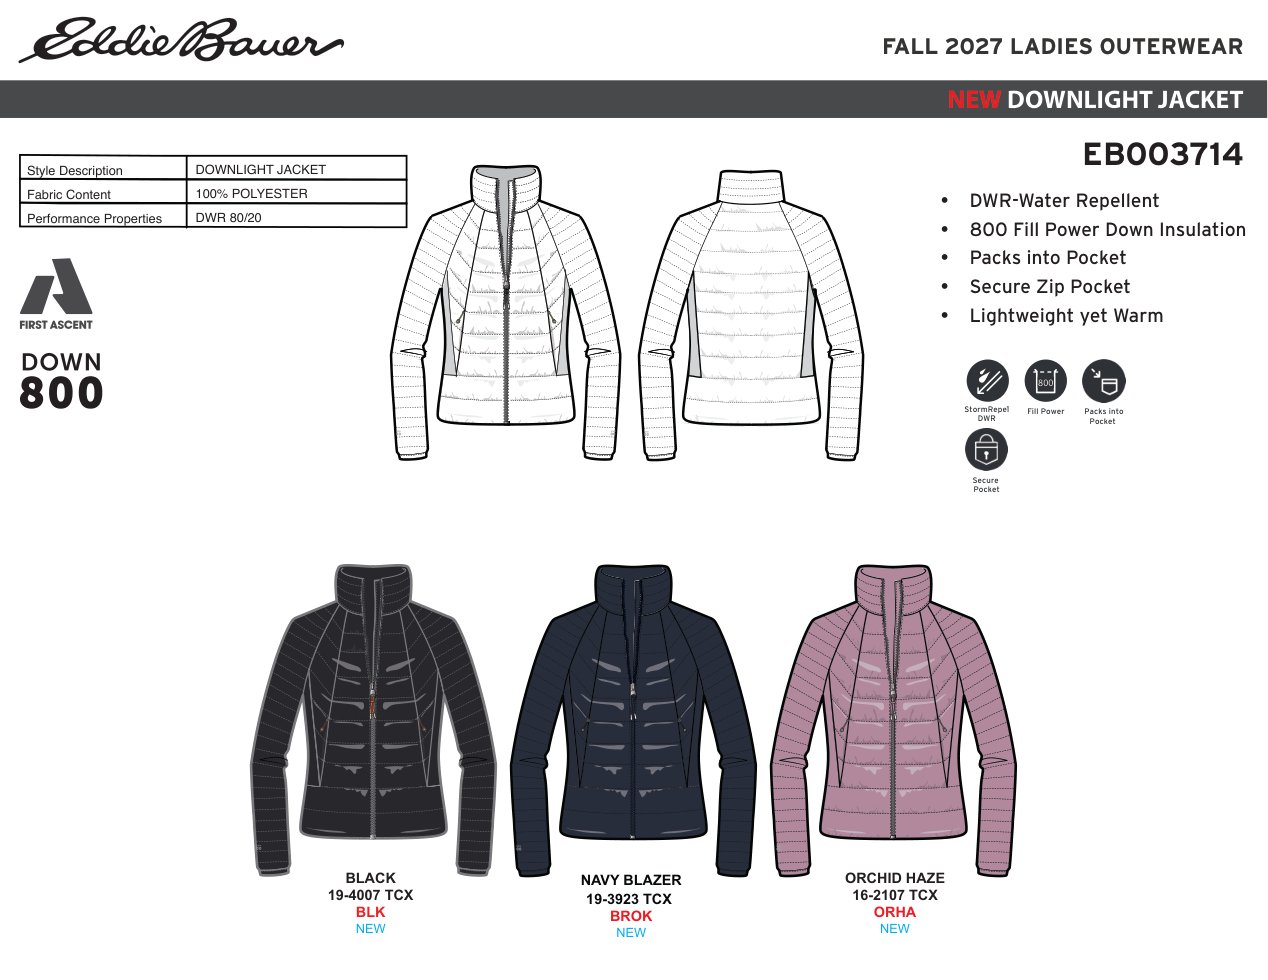 Eddie Bauer
FALL 2027 LADIES OUTERWEAR
NEW DOWNLIGHT JACKET
EB003714
Style Description DOWNLIGHT JACKET
Fabric Content 100% POLYESTER
Performance Properties DWR 80/20
FIRST ASCENT
DOWN
800
• DWR-Water Repellent
• 800 Fill Power Down Insulation
• Packs into Pocket
• Secure Zip Pocket
• Lightweight yet Warm
StormRepel
DWR
800
Fill Power
Packs into
Pocket
Secure
Pocket
BLACK
19-4007 TCX
BLK
NEW
NAVY BLAZER
19-3923 TCX
BROK
NEW
ORCHID HAZE
16-2107 TCX
ORHA
NEW